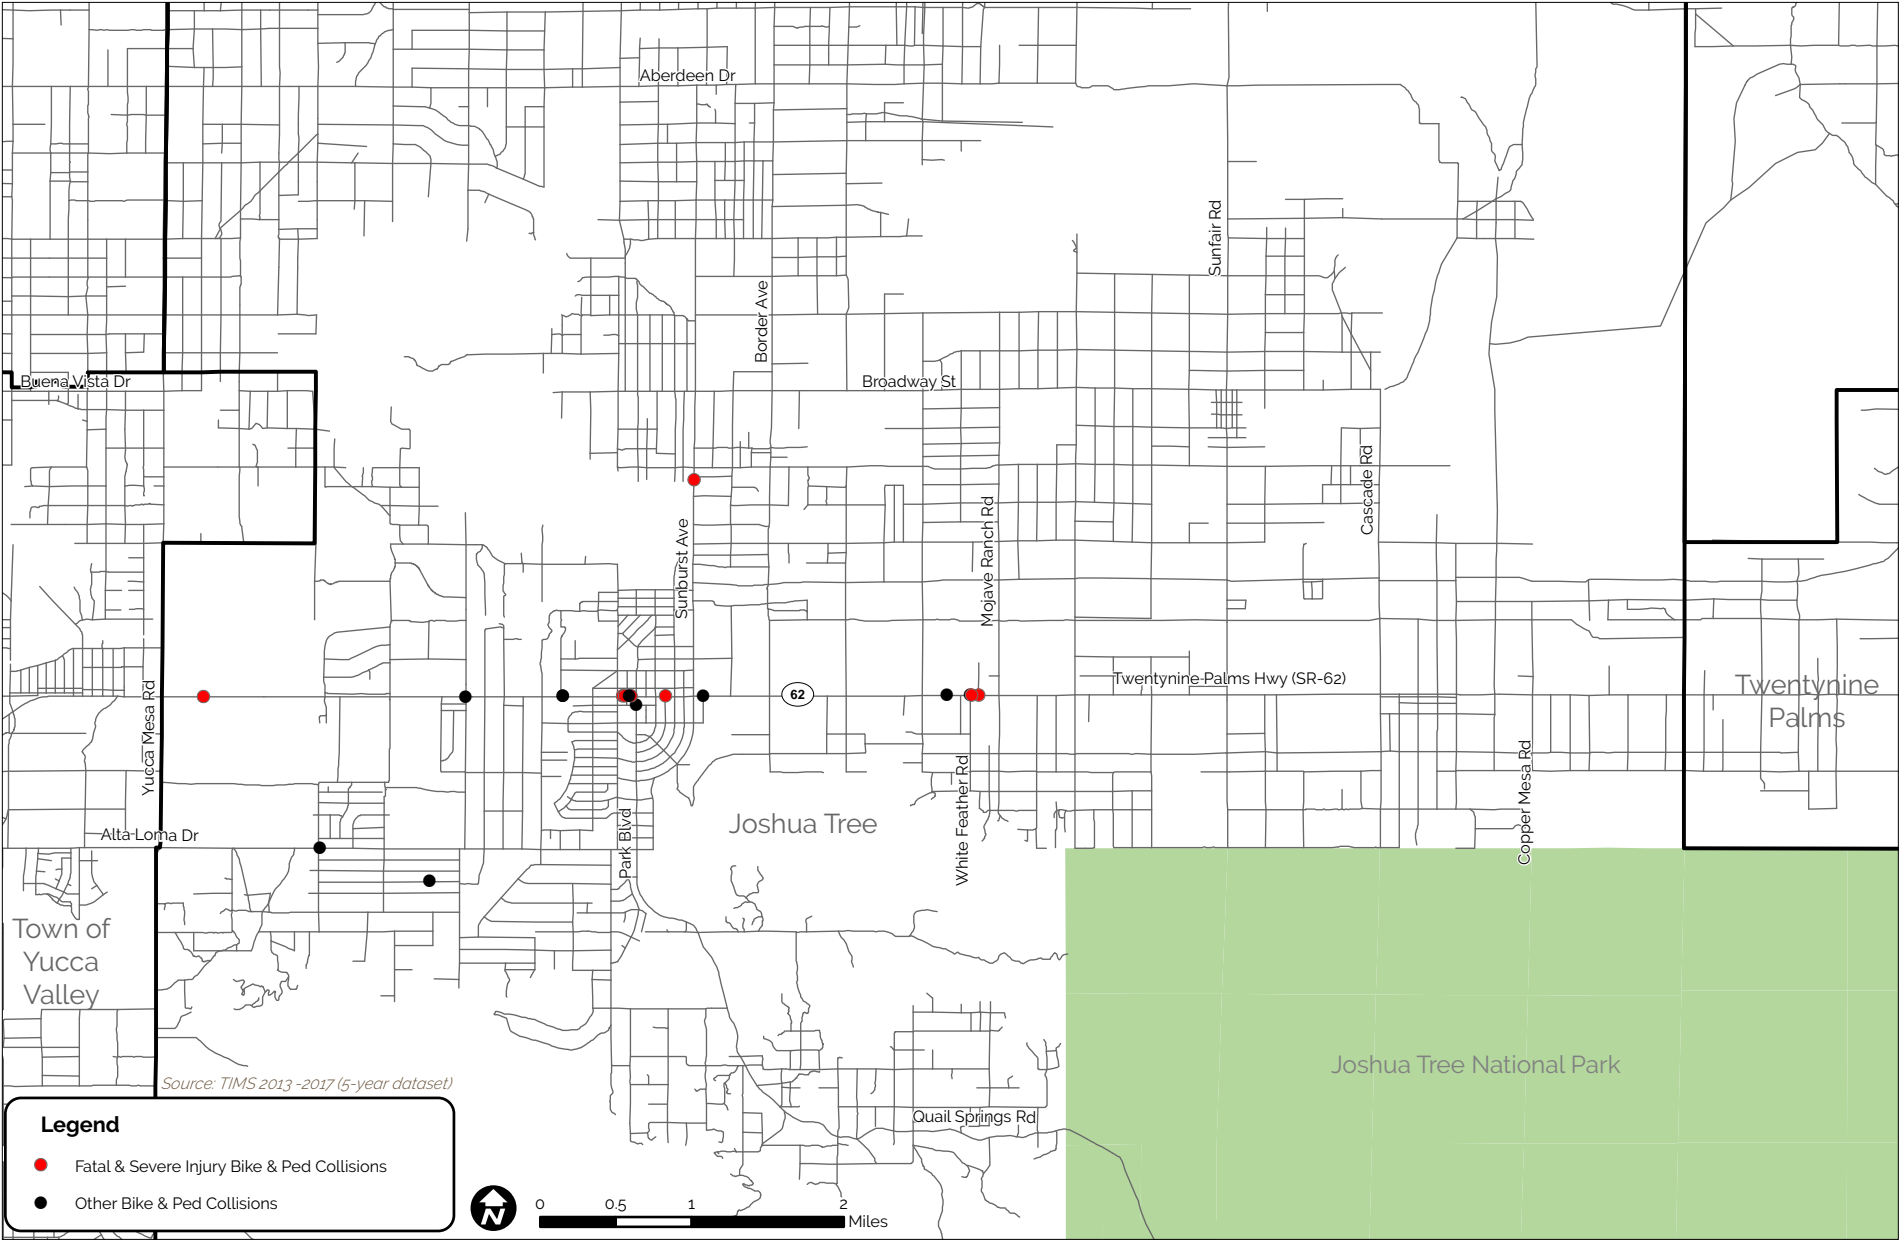 Aberdeen Dr
Sunfair Rd
Border Ave
Buena Vista Dr
Broadway St
Cascade Rd
Sunburst Ave
Mojave Ranch Rd
Twentynine Palms Hwy (SR-62)
62
Twentynine
Palms
Yucca Mesa Rd
White Feather Rd
Copper Mesa Rd
Park Blvd
Joshua Tree
Alta Loma Dr
Town of
Yucca
Valley
Joshua Tree National Park
Source: TIMS 2013 -2017 (5-year dataset)
Quail Springs Rd
Legend
Fatal & Severe Injury Bike & Ped Collisions
Other Bike & Ped Collisions
N
0 0.5 1 2
Miles